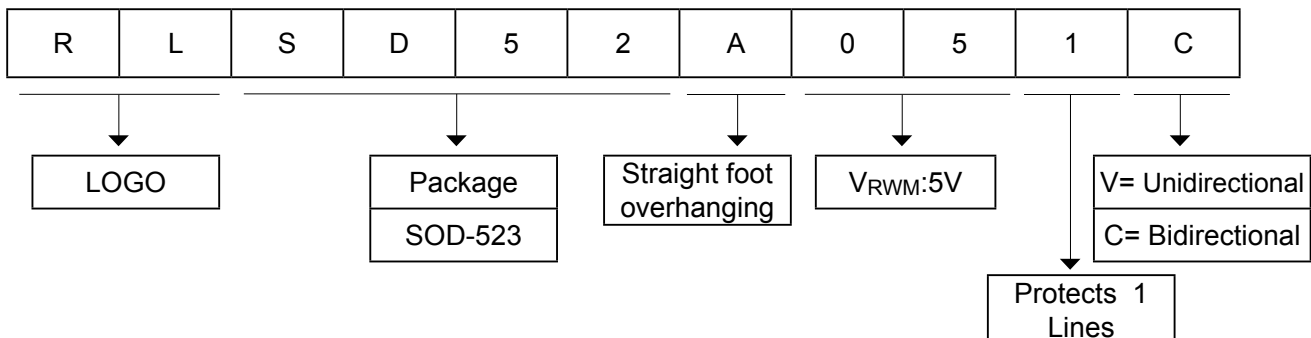 R L S D 5 2 A 0 5 1 C
LOGO
Package
SOD-523
Straight foot
overhanging
VRWM:5V
V= Unidirectional
C= Bidirectional
Protects 1
Lines